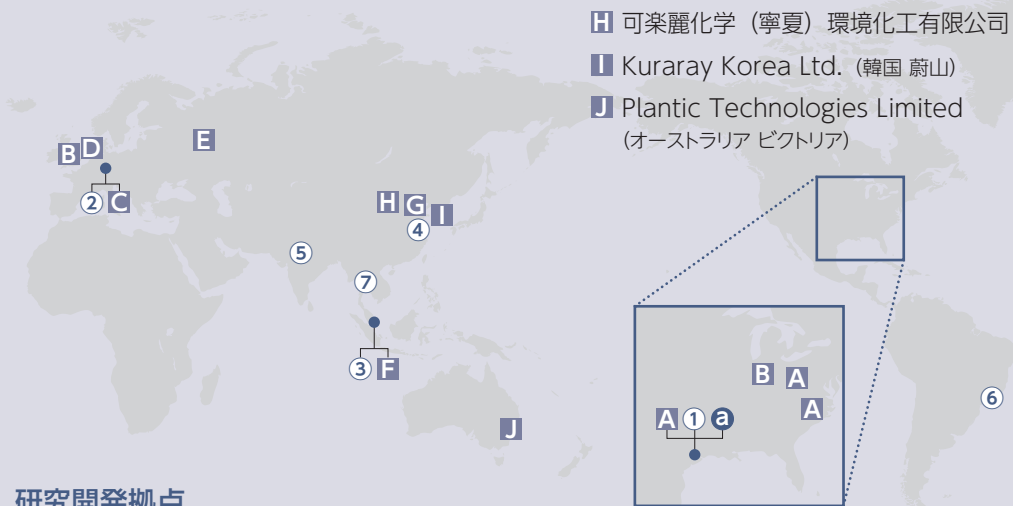 H 可楽麗化学（寧夏）環境化工有限公司
I Kuraray Korea Ltd.（韓国 蔚山）
J Plantic Technologies Limited
（オーストラリア ビクトリア）
B D E
② C
H G I
④
⑤
⑦
③ F
J
B A
A
A ① a
⑥
研究開発拠点